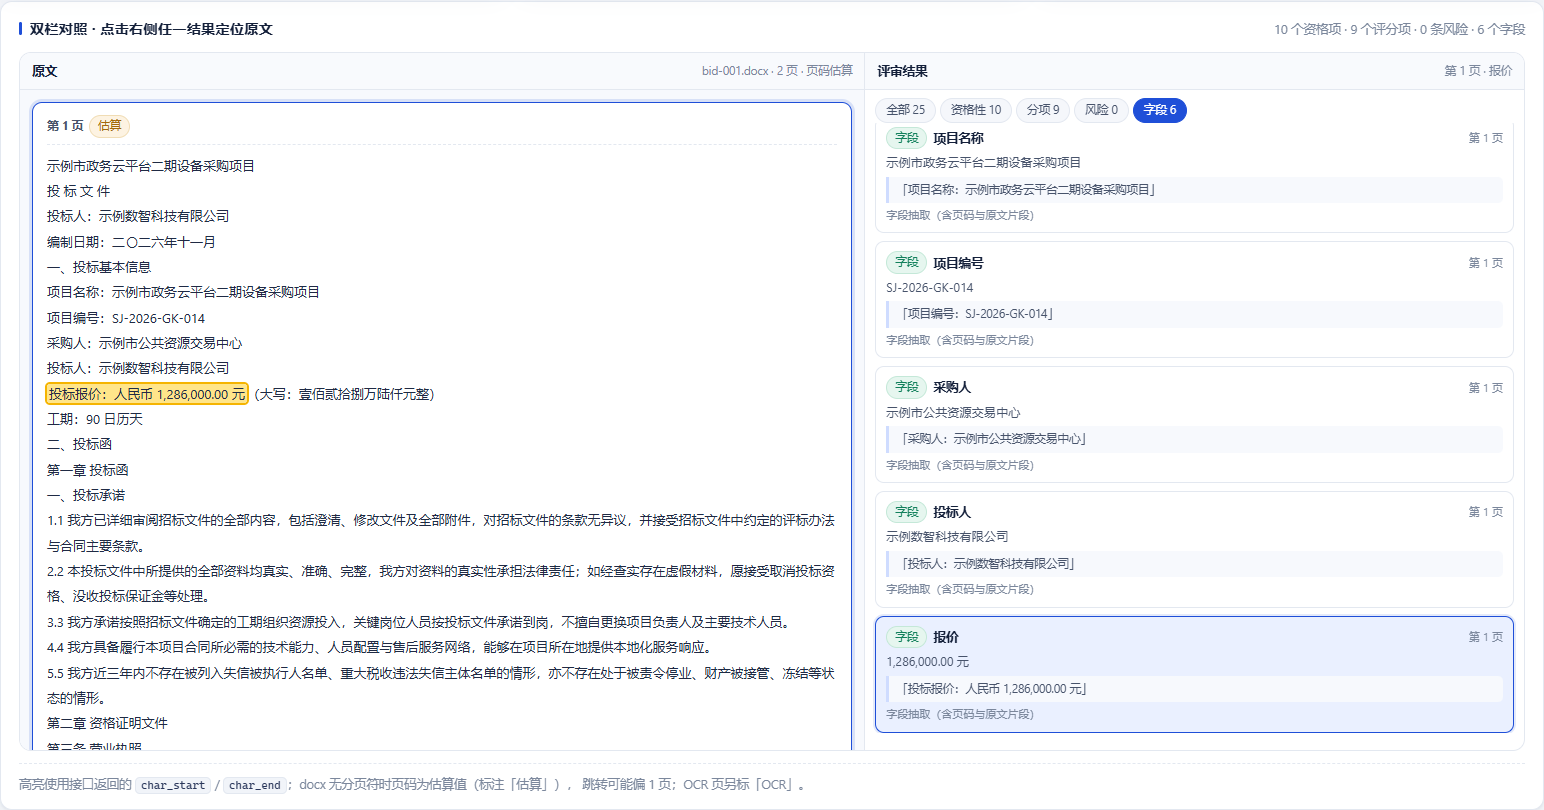 双栏对照 · 点击右侧任一结果定位原文
10 个资格项 · 9 个评分项 · 0 条风险 · 6 个字段
原文
bid-001.docx · 2 页 · 页码估算
第 1 页 估算
示例市政务云平台二期设备采购项目
投 标 文 件
投标人：示例数智科技有限公司
编制日期：二〇二六年十一月
一、投标基本信息
项目名称：示例市政务云平台二期设备采购项目
项目编号：SJ-2026-GK-014
采购人：示例市公共资源交易中心
投标人：示例数智科技有限公司
投标报价：人民币 1,286,000.00 元（大写：壹佰贰拾捌万陆仟元整）
工期：90 日历天
二、投标函
第一章 投标函
一、投标承诺
1.1 我方已详细审阅招标文件的全部内容，包括澄清、修改文件及全部附件，对招标文件的条款无异议，并接受招标文件中约定的评标办法
与合同主要条款。
2.2 本投标文件中所提供的全部资料均真实、准确、完整，我方对资料的真实性承担法律责任；如经查实存在虚假材料，愿接受取消投标资
格、没收投标保证金等处理。
3.3 我方承诺按照招标文件确定的工期组织资源投入，关键岗位人员按投标文件承诺到岗，不擅自更换项目负责人及主要技术人员。
4.4 我方具备履行本项目合同所必需的技术能力、人员配置与售后服务网络，能够在项目所在地提供本地化服务响应。
5.5 我方近三年内不存在被列入失信被执行人名单、重大税收违法失信主体名单的情形，亦不存在处于被责令停业、财产被接管、冻结等状
态的情形。
第二章 资格证明文件
第三条 营业执照
评审结果
第 1 页 · 报价
全部 25 资格性 10 分项 9 风险 0 字段 6
字段 项目名称 第 1 页
示例市政务云平台二期设备采购项目
「项目名称：示例市政务云平台二期设备采购项目」
字段抽取（含页码与原文片段）
字段 项目编号 第 1 页
SJ-2026-GK-014
「项目编号：SJ-2026-GK-014」
字段抽取（含页码与原文片段）
字段 采购人 第 1 页
示例市公共资源交易中心
「采购人：示例市公共资源交易中心」
字段抽取（含页码与原文片段）
字段 投标人 第 1 页
示例数智科技有限公司
「投标人：示例数智科技有限公司」
字段抽取（含页码与原文片段）
字段 报价 第 1 页
1,286,000.00 元
「投标报价：人民币 1,286,000.00 元」
字段抽取（含页码与原文片段）
高亮使用接口返回的 char_start / char_end；docx 无分页符时页码为估算值（标注「估算」），跳转可能偏 1 页；OCR 页另标「OCR」。